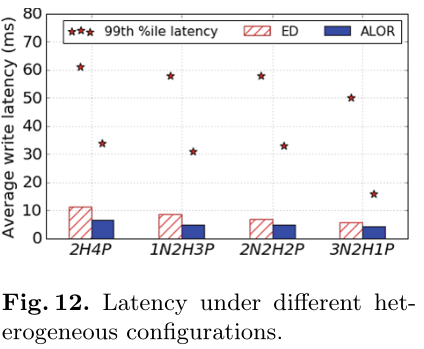 80
70
60
50
40
30
20
10
0
Average write latency (ms)
99th %ile latency ED ALOR
2H4P 1N2H3P 2N2H2P 3N2H1P
Fig. 12. Latency under different het-
erogeneous configurations.